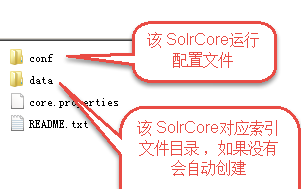 该 SolrCore运行
配置文件
conf
data
core.properties
README.txt
该 SolrCore对应索引
文件目录，如果没有
会自动创建